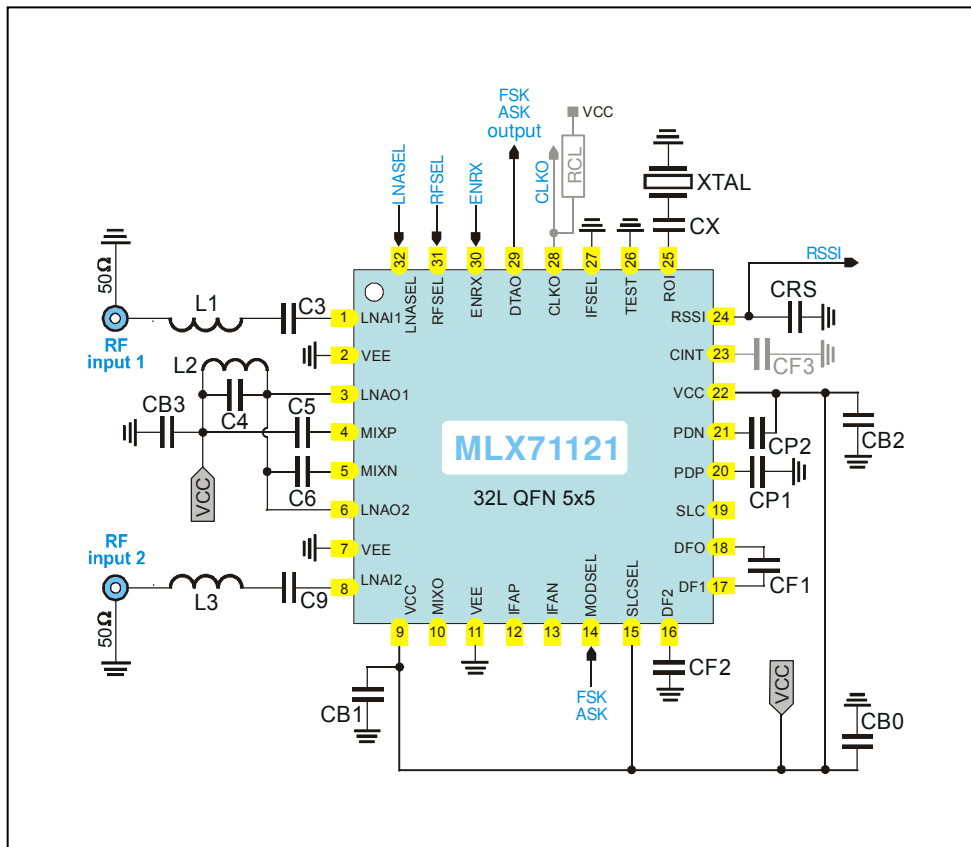 FSK
ASK
output
VCC
LNASEL
RFSEL
ENRX
CLKO
RCL
XTAL
CX
RSSI
50Ω
L1
C3
RF
input 1
32
31
30
29
28
27
26
25
LNASEL
RFSEL
ENRX
DTAO
CLKO
IFSEL
TEST
ROI
1
LNAI1
2
VEE
3
LNAO1
4
MIXP
5
MIXN
6
LNAO2
7
VEE
8
LNAI2
L2
C4
CB3
C5
C6
VCC
MLX71121
32L QFN 5x5
RSSI
24
CRS
CINT
23
CF3
VCC
22
PDN
21
CP2
CB2
PDP
20
CP1
SLC
19
DFO
18
DF1
17
CF1
RF
input 2
50Ω
L3
C9
VCC
MIXO
VEE
IFAP
IFAN
MODSEL
SLCSEL
DF2
9
10
11
12
13
14
15
16
CB1
FSK
ASK
CF2
VCC
CB0